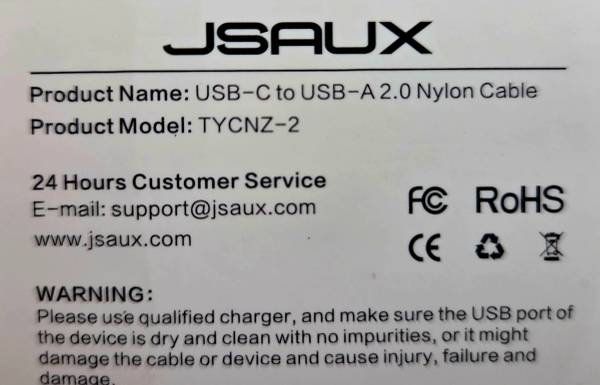 JSAUX
Product Name: USB-C to USB-A 2.0 Nylon Cable
Product Model: TYCNZ-2
24 Hours Customer Service
E-mail: support@jsaux.com
www.jsaux.com
FC RoHS
CE
WARNING:
Please use qualified charger, and make sure the USB port of
the device is dry and clean with no impurities, or it might
damage the cable or device and cause injury, failure and
damage.